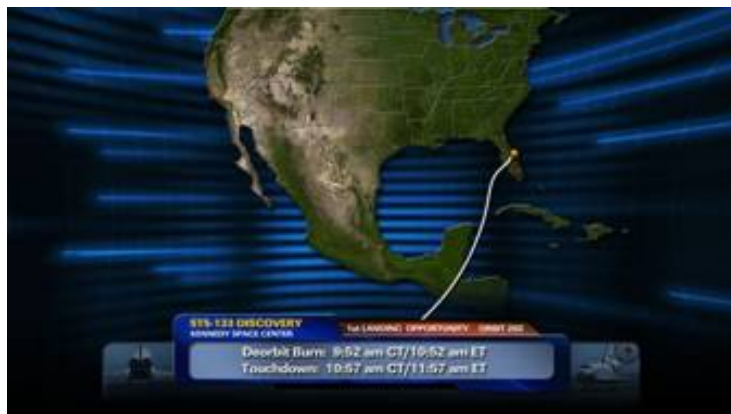 STS-133 DISCOVERY
KENNEDY SPACE CENTER
1st LANDING OPPORTUNITY ORBIT 202
Deorbit Burn: 9:52 am CT/10:52 am ET
Touchdown: 10:57 am CT/11:57 am ET